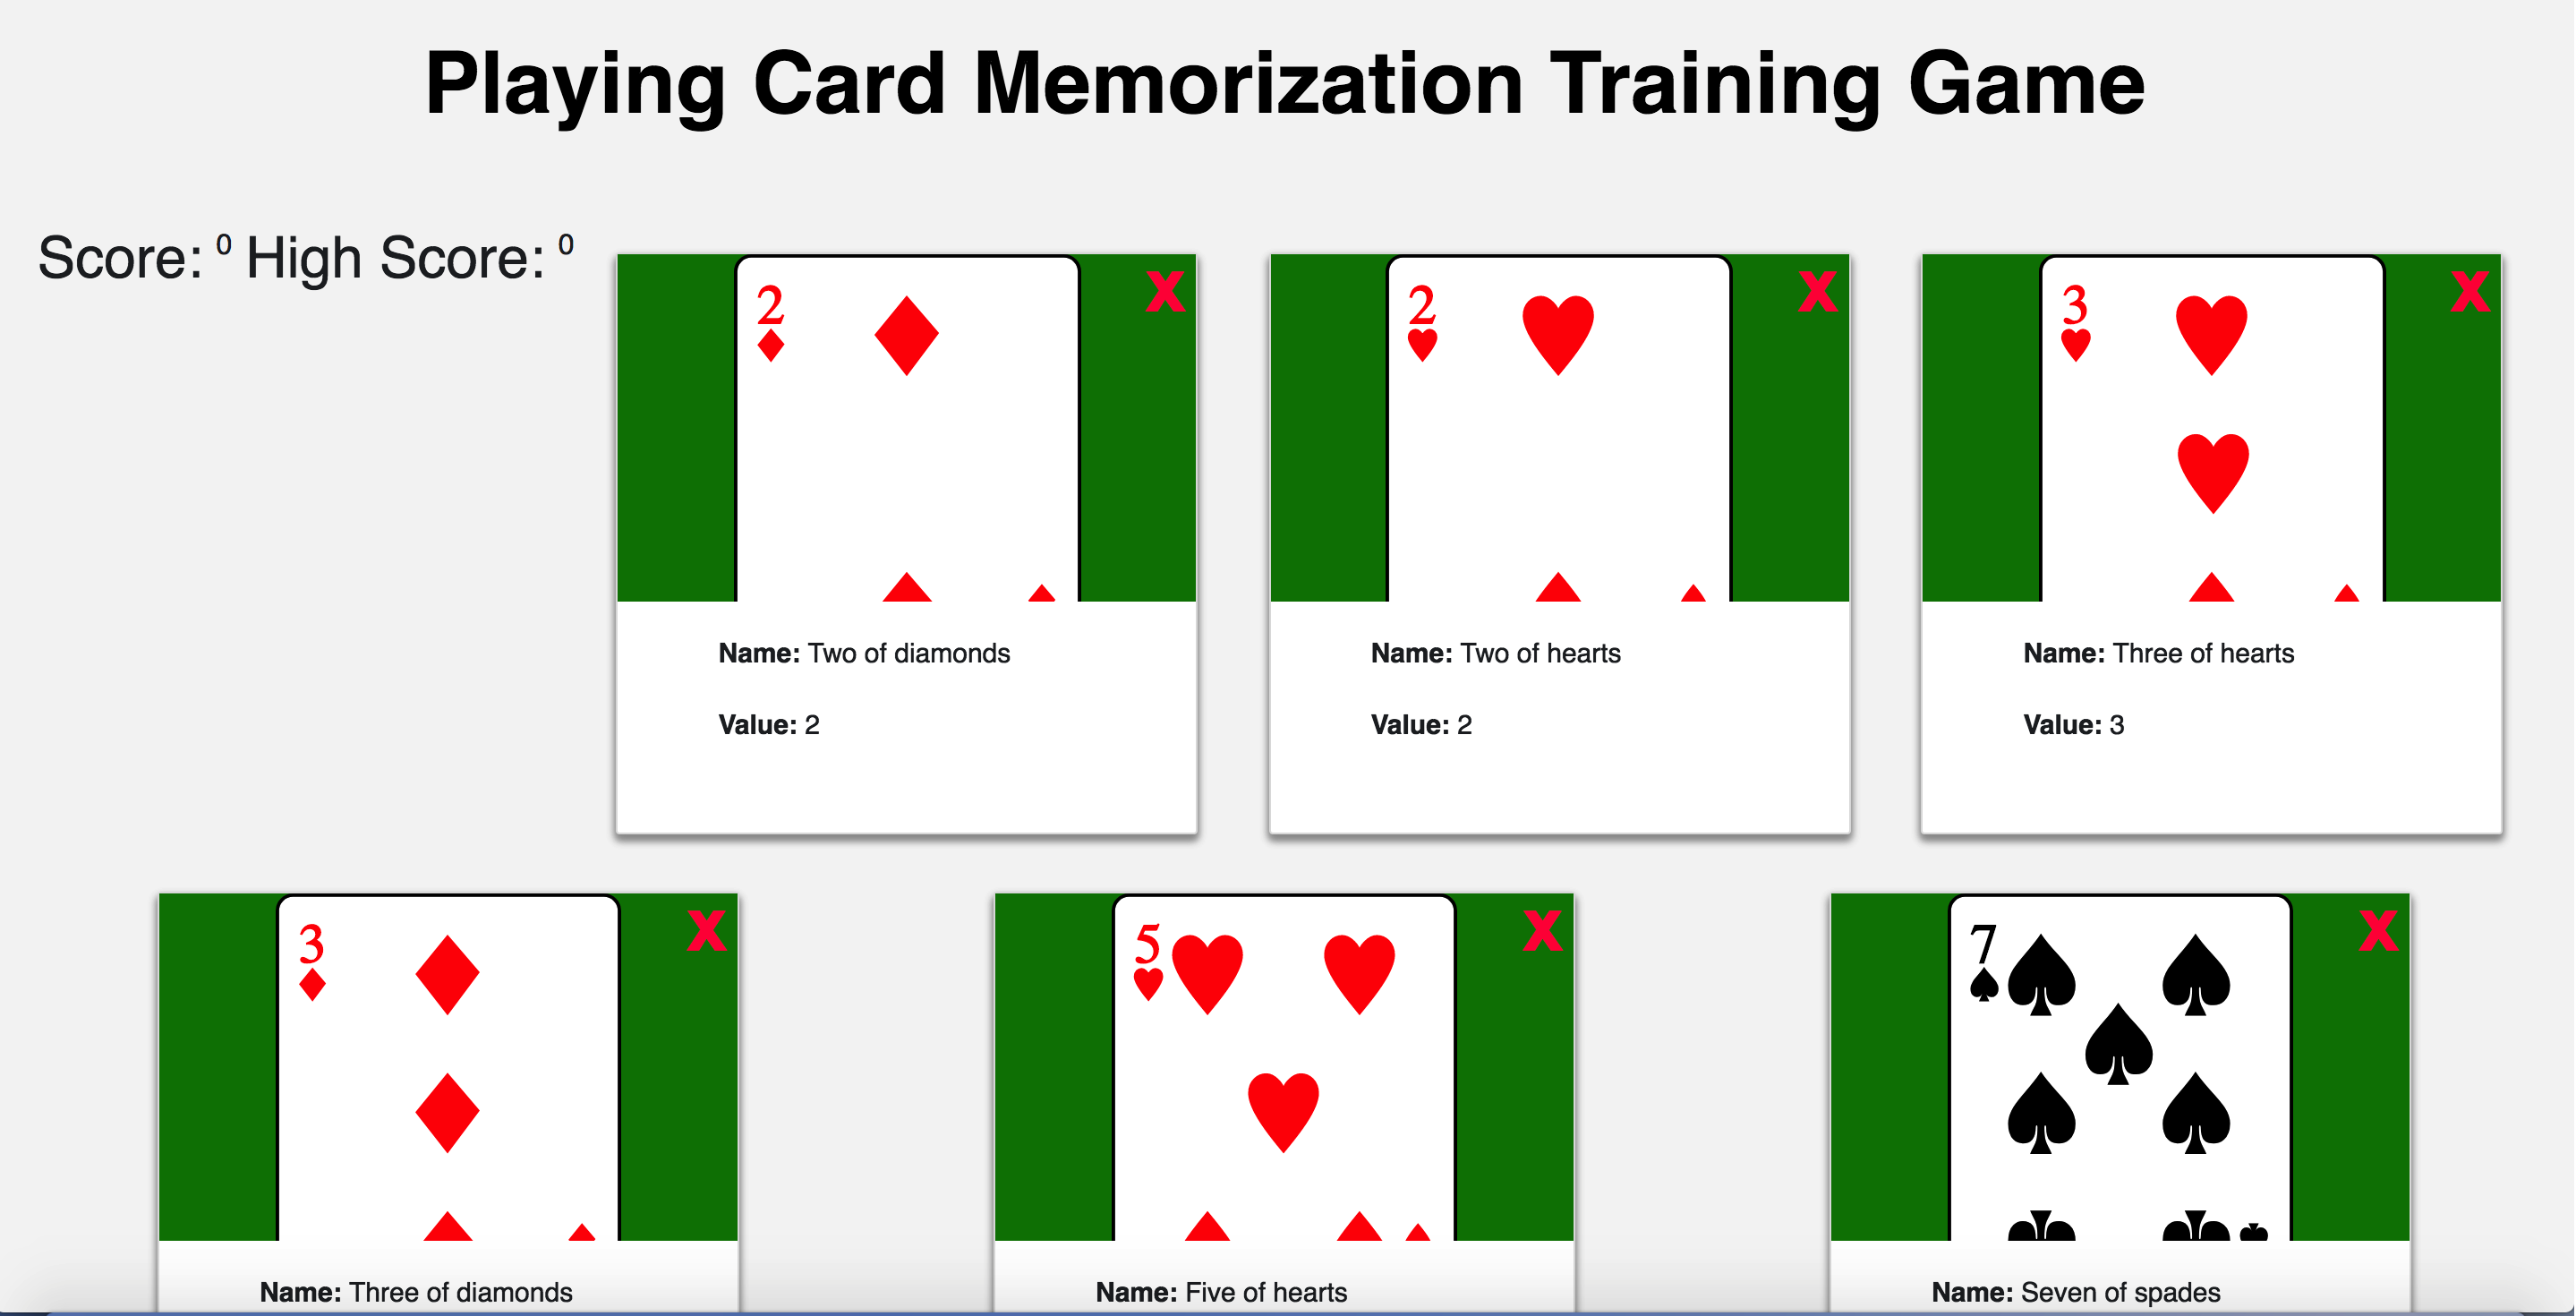 Playing Card Memorization Training Game
Score: 0 High Score: 0
2
X
2
X
3
X
Name: Two of diamonds
Name: Two of hearts
Name: Three of hearts
Value: 2
Value: 2
Value: 3
3
X
5
X
7
X
Name: Three of diamonds
Name: Five of hearts
Name: Seven of spades